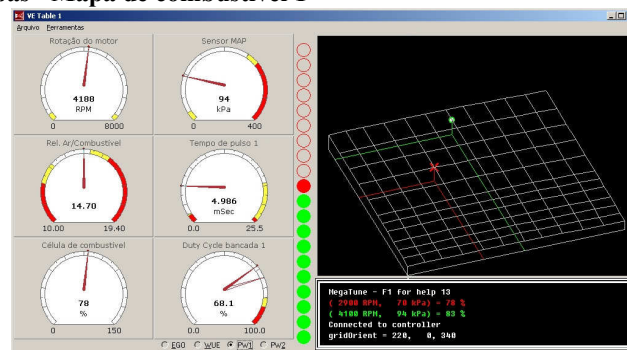 Mapa de combustível 1
VE Table 1
Arquivo Ferramentas
Rotação do motor
4188
RPM
0 8000
Sensor MAP
94
kPa
0 400
Rel. Ar/Combustível
14.70
10.00 19.40
Tempo de pulso 1
4.986
mSec
0.0 25.5
Célula de combustível
78
%
0 150
Duty Cycle bancada 1
68.1
%
0.0 100.0
EGO WUE PW1 PW2
MegaTune - F1 for help 13
( 2900 RPM, 70 kPa) = 78 %
( 4100 RPM, 94 kPa) = 83 %
Connected to controller
gridOrient = 220, 0, 340